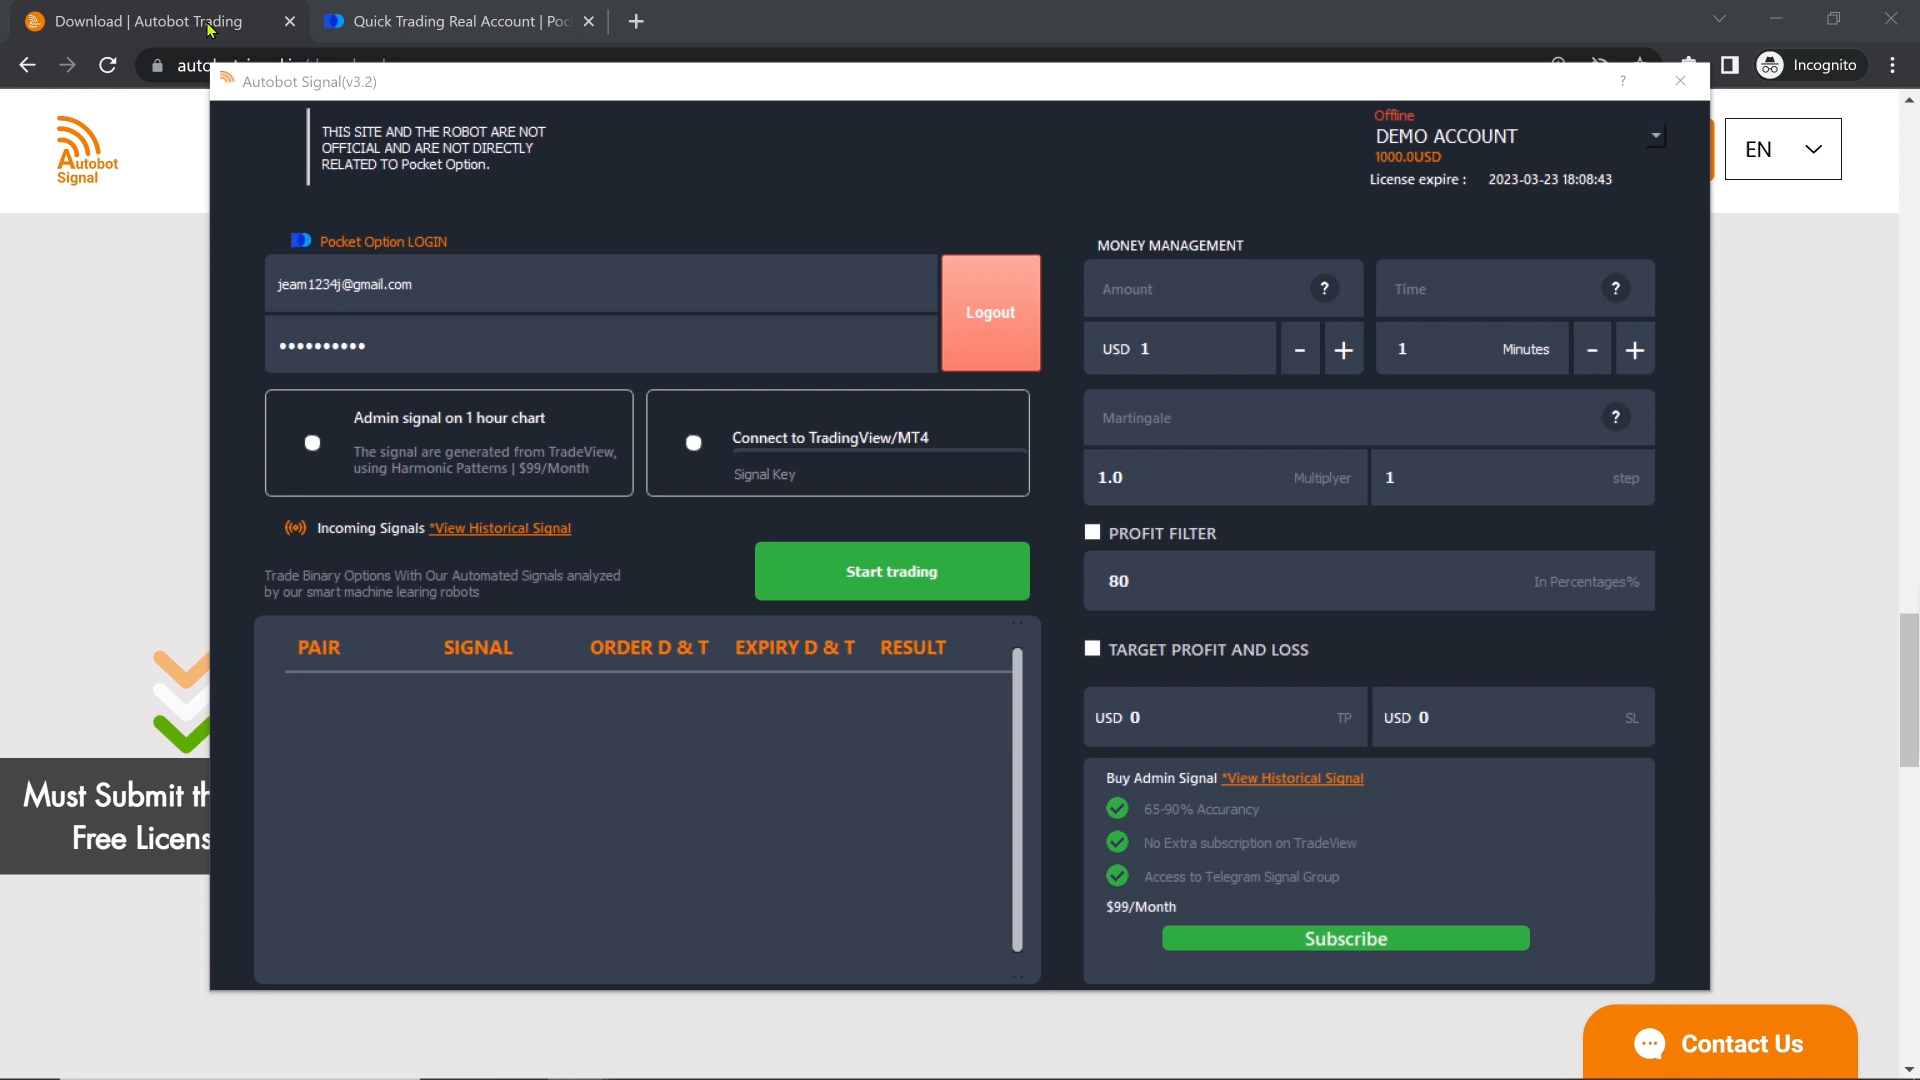 Download | Autobot Trading
Quick Trading Real Account | Poc
Incognito
Autobot Signal(v3.2)
?
Autobot
Signal
EN
THIS SITE AND THE ROBOT ARE NOT
OFFICIAL AND ARE NOT DIRECTLY
RELATED TO Pocket Option.
Offline
DEMO ACCOUNT
1000.0USD
License expire : 2023-03-23 18:08:43
Pocket Option LOGIN
jeam1234j@gmail.com
••••••••••
Logout
Admin signal on 1 hour chart
The signal are generated from TradeView,
using Harmonic Patterns | $99/Month
Connect to TradingView/MT4
Signal Key
Incoming Signals *View Historical Signal
Trade Binary Options With Our Automated Signals analyzed
by our smart machine learing robots
Start trading
PAIR SIGNAL ORDER D & T EXPIRY D & T RESULT
MONEY MANAGEMENT
Amount ? Time ?
USD 1 - + 1 Minutes - +
Martingale ?
1.0 Multiplyer 1 step
PROFIT FILTER
80 In Percentages%
TARGET PROFIT AND LOSS
USD 0 TP USD 0 SL
Buy Admin Signal *View Historical Signal
65-90% Accurancy
No Extra subscription on TradeView
Access to Telegram Signal Group
$99/Month
Subscribe
Must Submit th
Free Licens
Contact Us